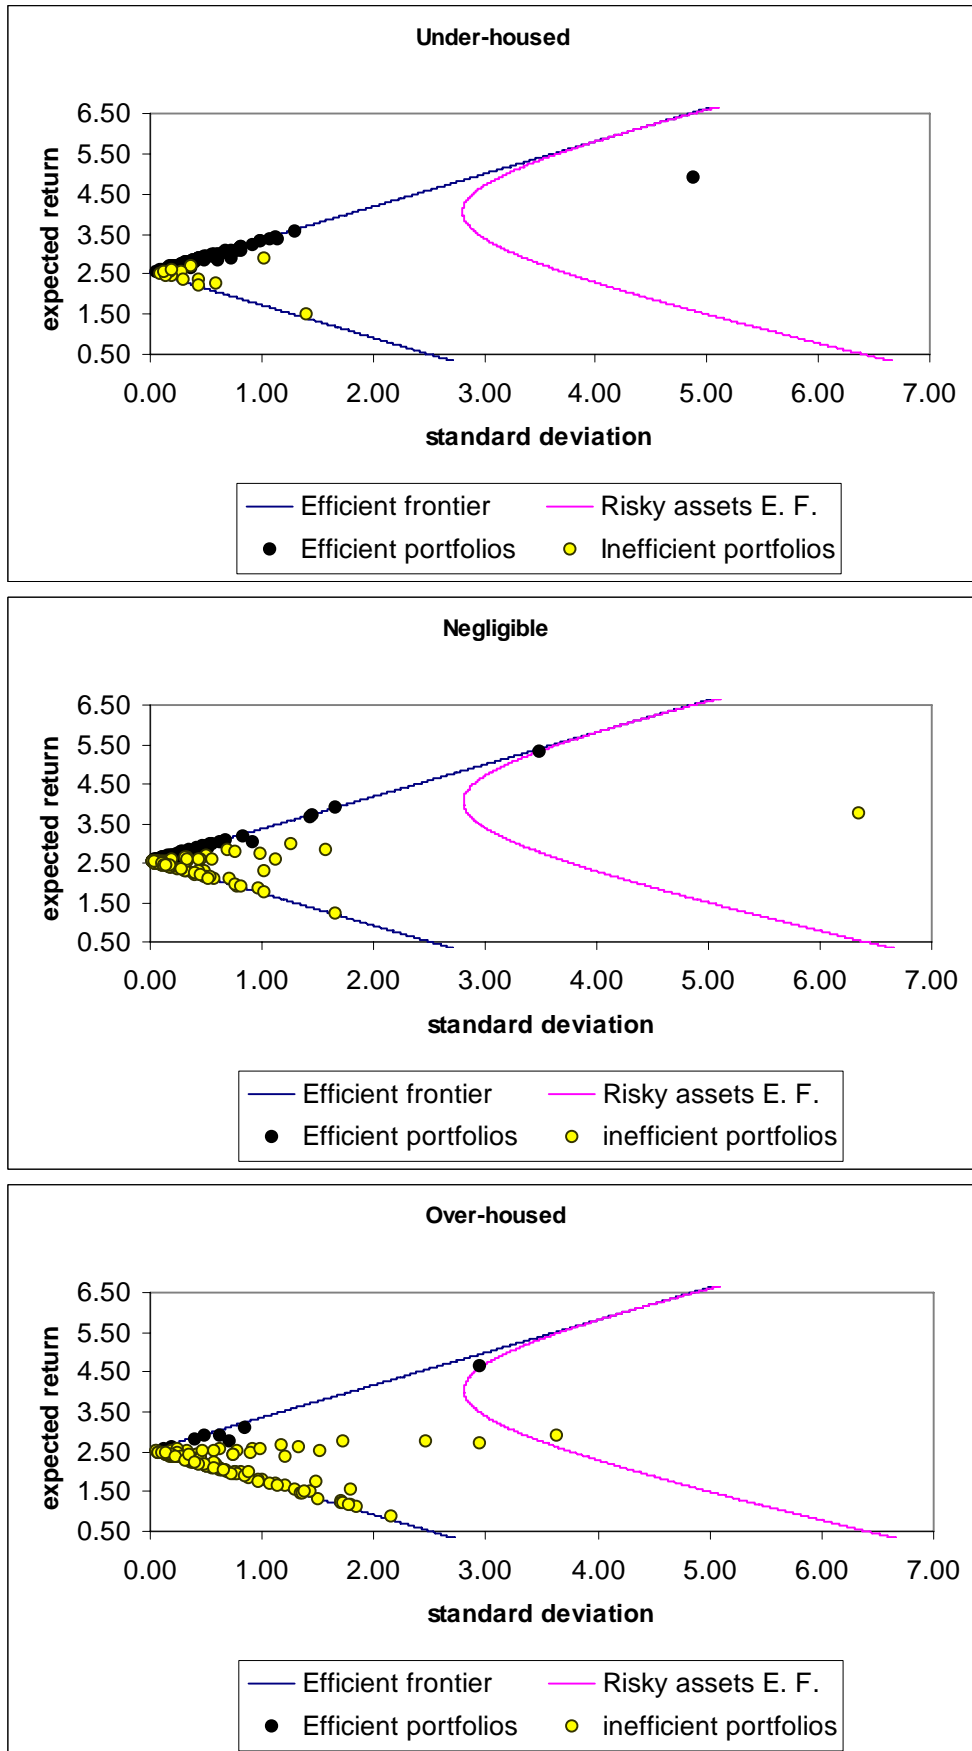 Under-housed
6.50
5.50
4.50
3.50
2.50
1.50
0.50
expected return
0.00 1.00 2.00 3.00 4.00 5.00 6.00 7.00
standard deviation
Efficient frontier Risky assets E. F.
Efficient portfolios Inefficient portfolios
Negligible
6.50
5.50
4.50
3.50
2.50
1.50
0.50
expected return
0.00 1.00 2.00 3.00 4.00 5.00 6.00 7.00
standard deviation
Efficient frontier Risky assets E. F.
Efficient portfolios inefficient portfolios
Over-housed
6.50
5.50
4.50
3.50
2.50
1.50
0.50
expected return
0.00 1.00 2.00 3.00 4.00 5.00 6.00 7.00
standard deviation
Efficient frontier Risky assets E. F.
Efficient portfolios inefficient portfolios